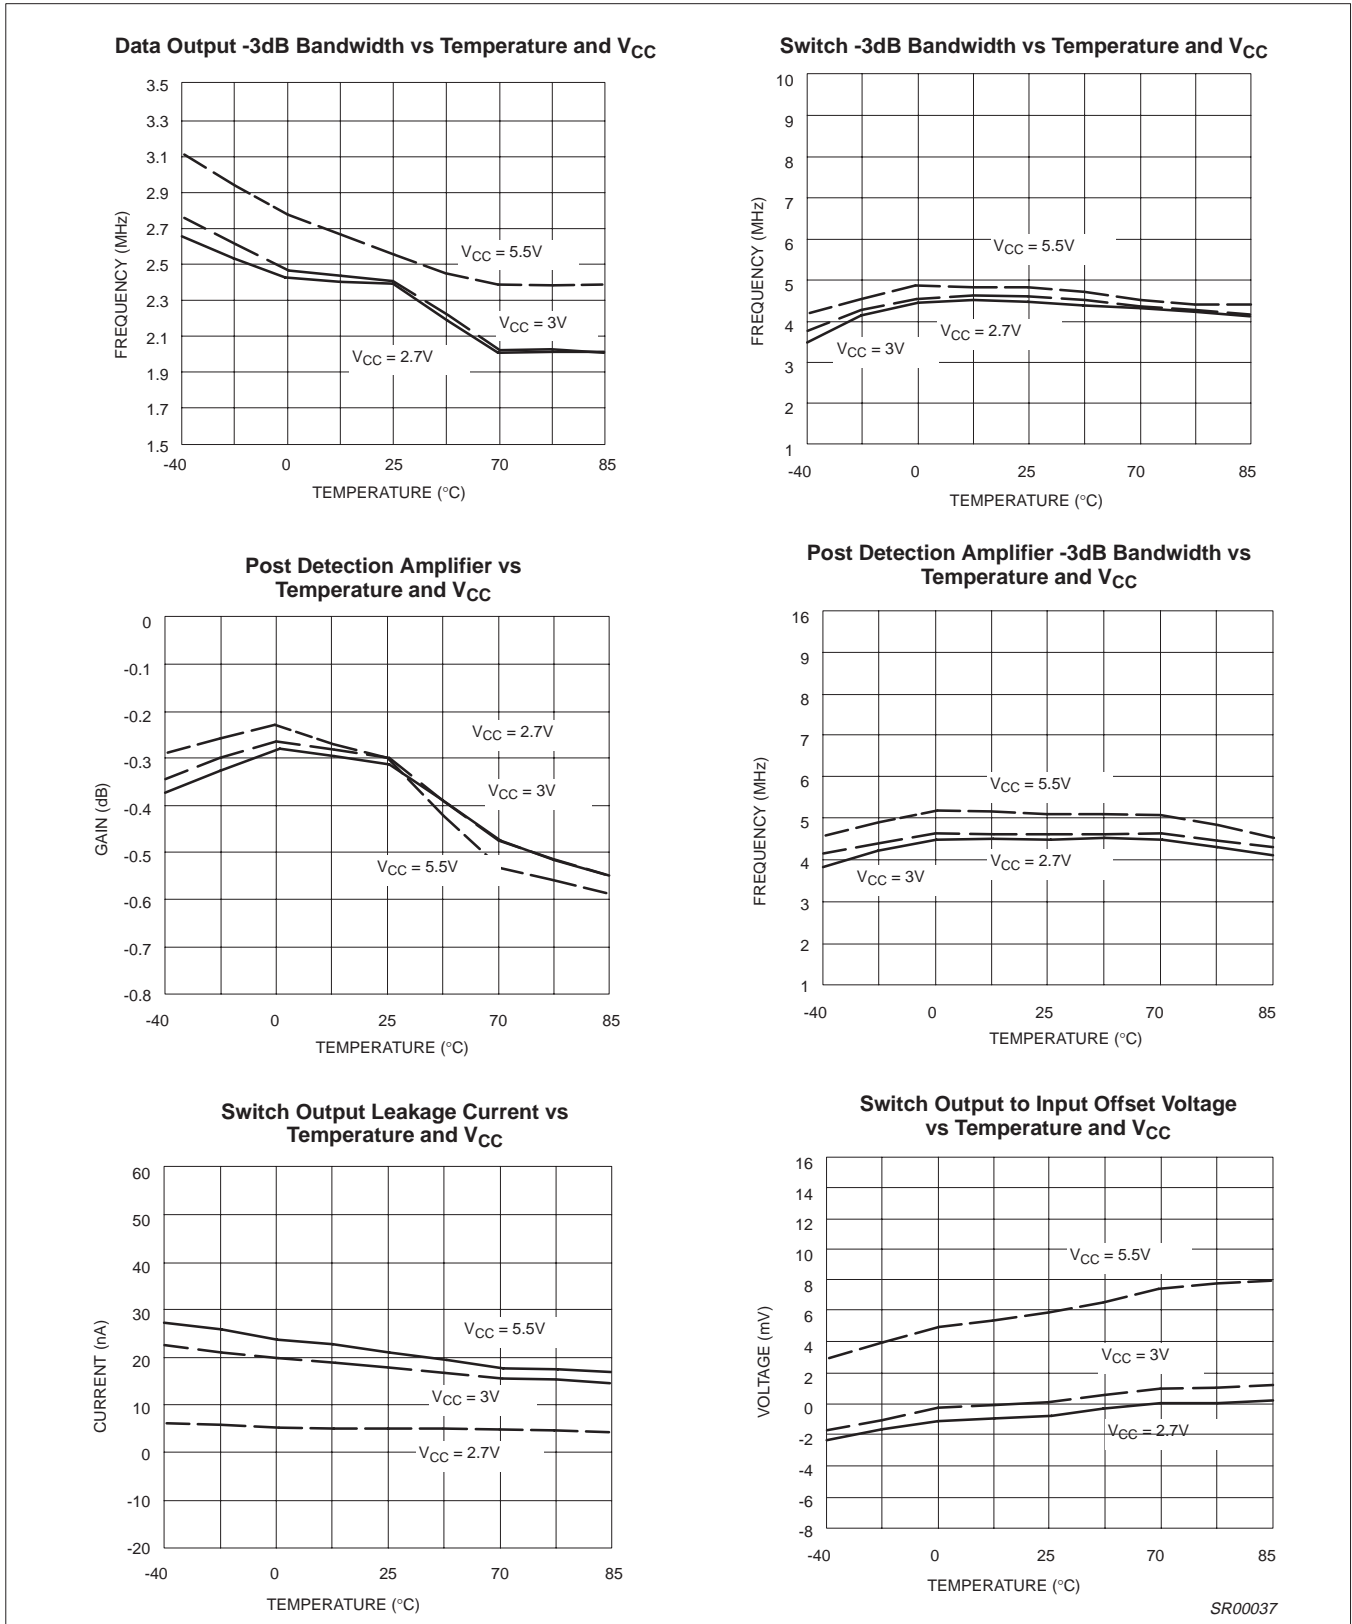 Data Output -3dB Bandwidth vs Temperature and VCC
3.5
3.3
3.1
2.9
2.7
2.5
2.3
2.1
1.9
1.7
1.5
FREQUENCY (MHz)
VCC = 5.5V
VCC = 3V
VCC = 2.7V
-40 0 25 70 85
TEMPERATURE (°C)
Switch -3dB Bandwidth vs Temperature and VCC
10
9
8
7
6
5
4
3
2
1
FREQUENCY (MHz)
VCC = 5.5V
VCC = 2.7V
VCC = 3V
-40 0 25 70 85
TEMPERATURE (°C)
Post Detection Amplifier vs
Temperature and VCC
0
-0.1
-0.2
-0.3
-0.4
-0.5
-0.6
-0.7
-0.8
GAIN (dB)
VCC = 2.7V
VCC = 3V
VCC = 5.5V
-40 0 25 70 85
TEMPERATURE (°C)
Post Detection Amplifier -3dB Bandwidth vs
Temperature and VCC
16
9
8
7
6
5
4
3
2
1
FREQUENCY (MHz)
VCC = 5.5V
VCC = 2.7V
VCC = 3V
-40 0 25 70 85
TEMPERATURE (°C)
Switch Output Leakage Current vs
Temperature and VCC
60
50
40
30
20
10
0
-10
-20
CURRENT (nA)
VCC = 5.5V
VCC = 3V
VCC = 2.7V
-40 0 25 70 85
TEMPERATURE (°C)
Switch Output to Input Offset Voltage
vs Temperature and VCC
16
14
12
10
8
6
4
2
0
-2
-4
-6
-8
VOLTAGE (mV)
VCC = 5.5V
VCC = 3V
VCC = 2.7V
-40 0 25 70 85
TEMPERATURE (°C)
SR00037